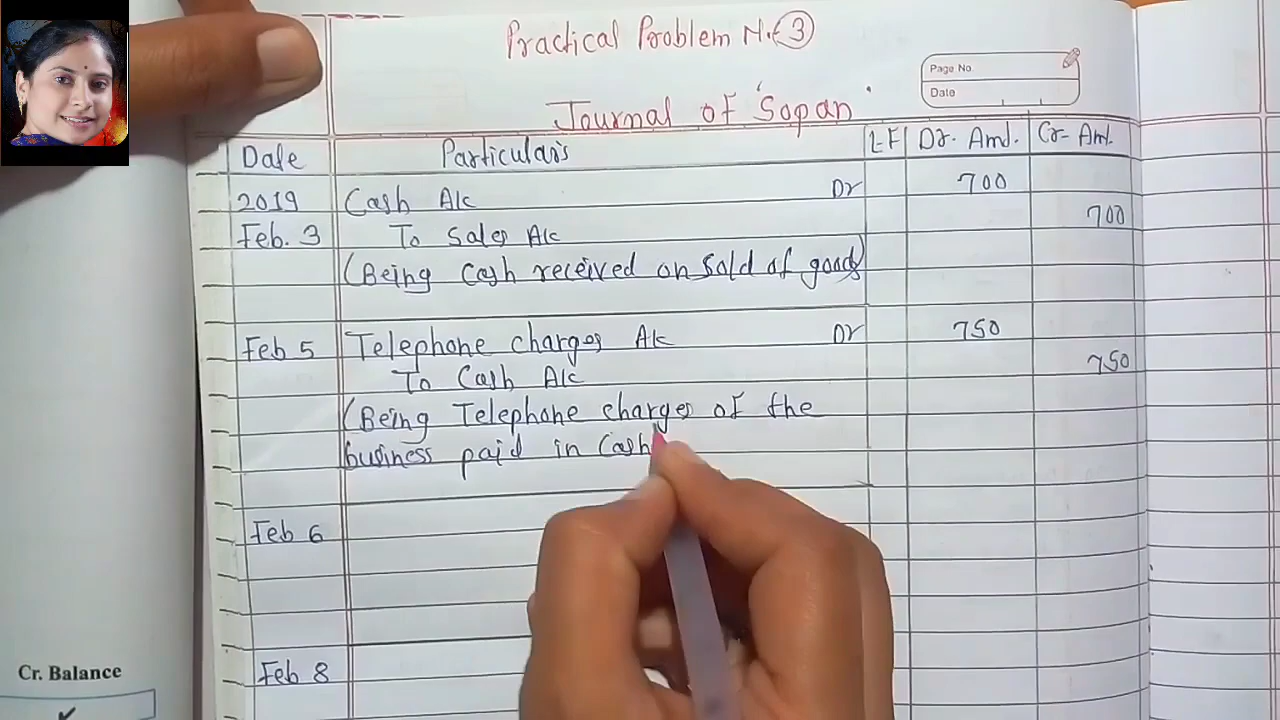 Practical Problem No. 3
Page No.
Date
Journal of 'Sopan'
Date Particulars L.F Dr. Amt. Cr. Amt.
2019 Cash A/c Dr 700
Feb. 3 To Sales A/c 700
(Being Cash received on sold of goods)
Feb 5 Telephone charges A/c Dr 750
To Cash A/c 750
(Being Telephone charges of the
business paid in Cash
Feb 6
Feb 8
Cr. Balance